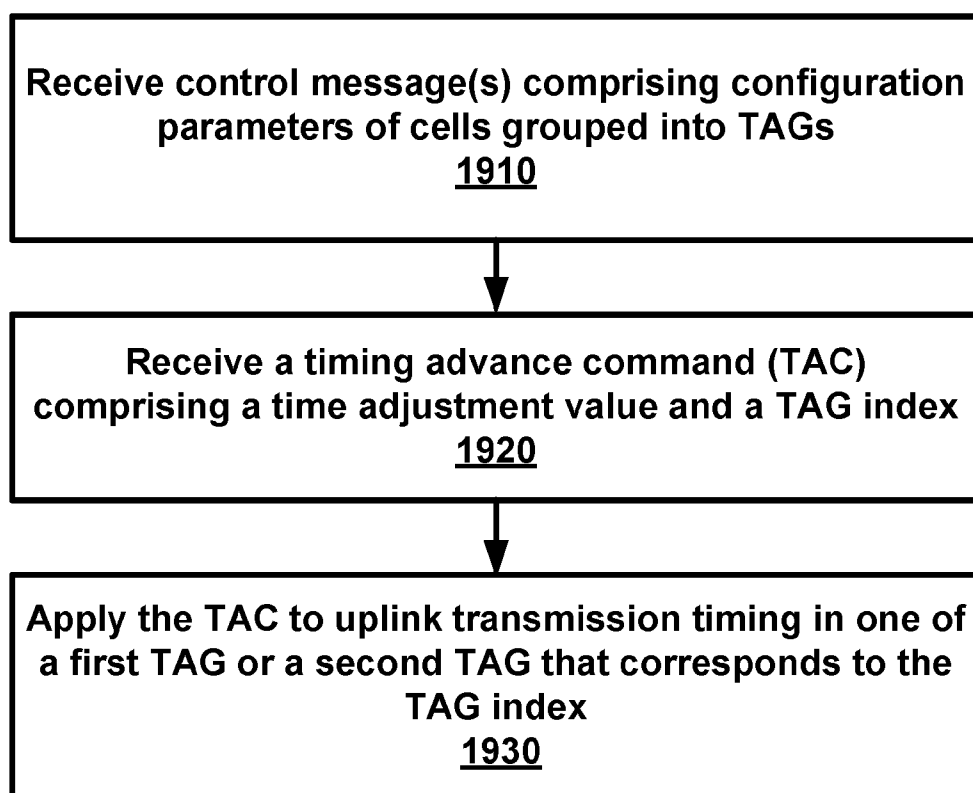 Receive control message(s) comprising configuration
parameters of cells grouped into TAGs
1910
Receive a timing advance command (TAC)
comprising a time adjustment value and a TAG index
1920
Apply the TAC to uplink transmission timing in one of
a first TAG or a second TAG that corresponds to the
TAG index
1930